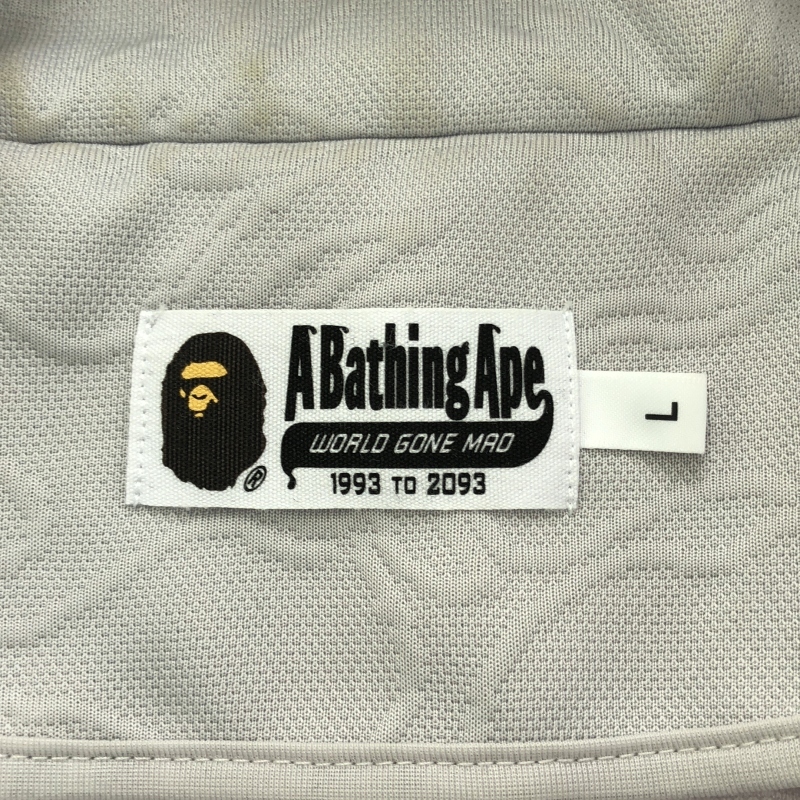 A Bathing Ape
WORLD GONE MAD
1993 TO 2093
®
L